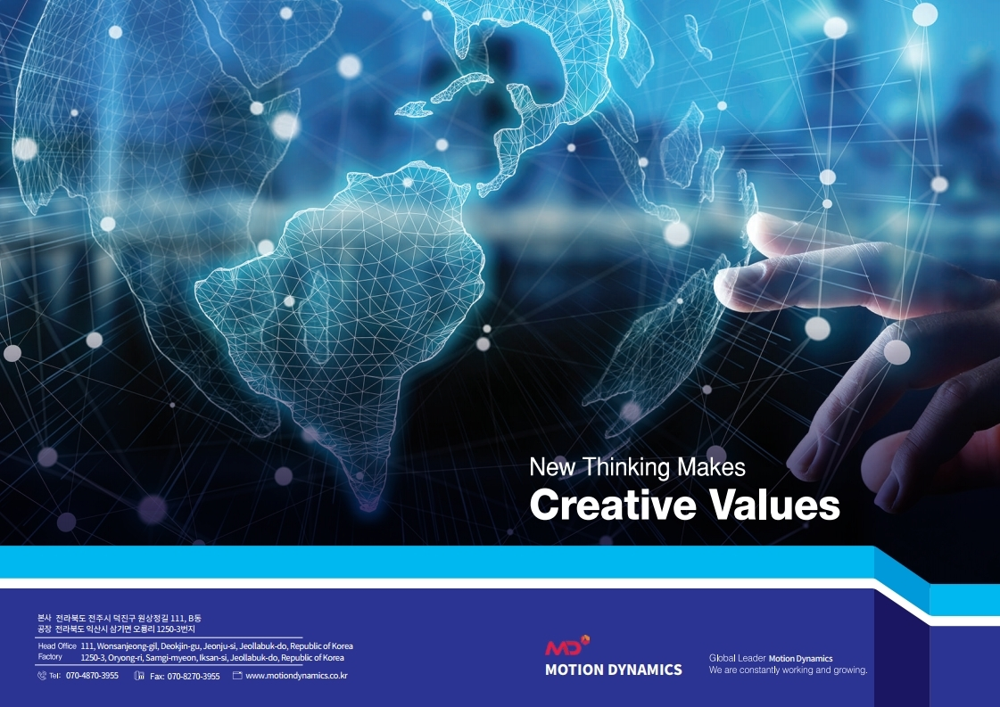 New Thinking Makes
Creative Values
본사 전라북도 전주시 덕진구 원상정길 111, B동
공장 전라북도 익산시 삼기면 오룡리 1250-3번지
Head Office 111, Wonsanjeong-gil, Deokjin-gu, Jeonju-si, Jeollabuk-do, Republic of Korea
Factory 1250-3, Oryong-ri, Samgi-myeon, Iksan-si, Jeollabuk-do, Republic of Korea
Tel: 070-4870-3955 Fax: 070-8270-3955 www.motiondynamics.co.kr
MD
MOTION DYNAMICS
Global Leader Motion Dynamics
We are constantly working and growing.